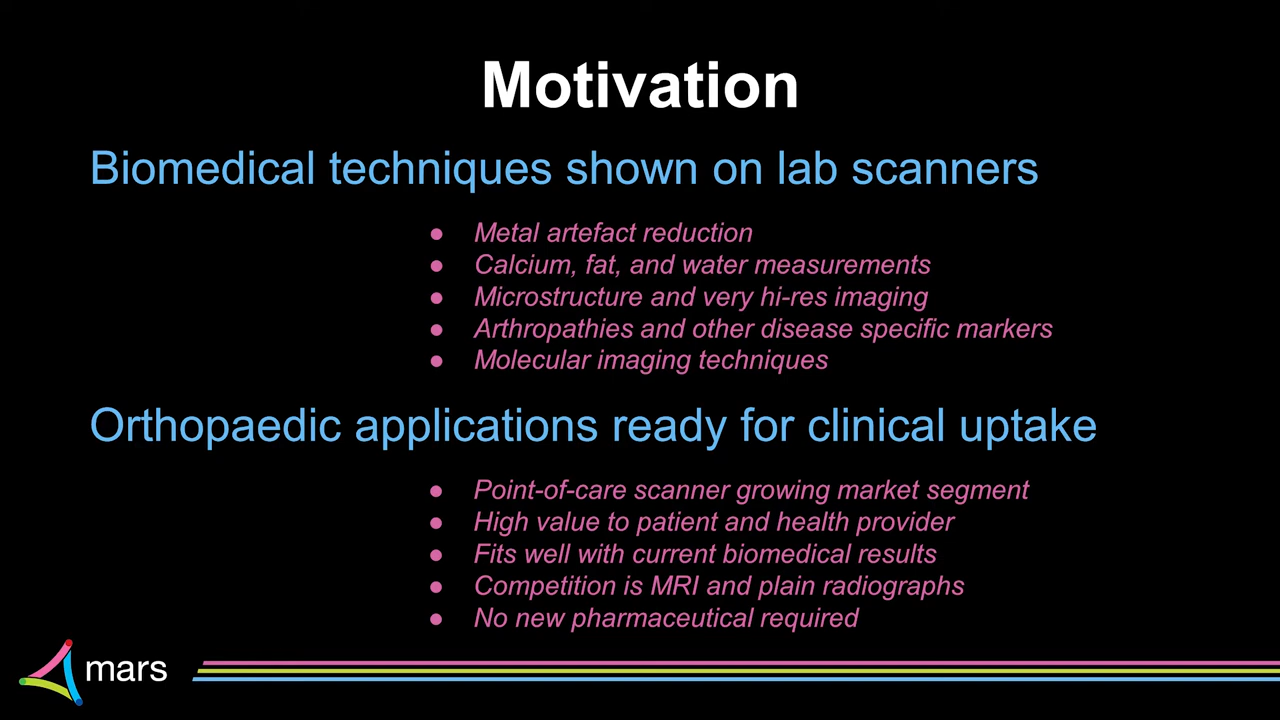 Motivation
Biomedical techniques shown on lab scanners
● Metal artefact reduction
● Calcium, fat, and water measurements
● Microstructure and very hi-res imaging
● Arthropathies and other disease specific markers
● Molecular imaging techniques
Orthopaedic applications ready for clinical uptake
● Point-of-care scanner growing market segment
● High value to patient and health provider
● Fits well with current biomedical results
● Competition is MRI and plain radiographs
● No new pharmaceutical required
mars